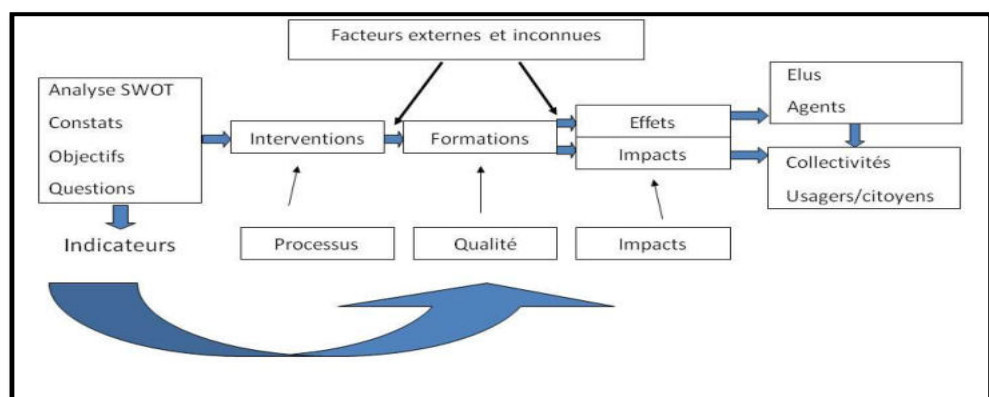 Facteurs externes et inconnues
Analyse SWOT
Constats
Objectifs
Questions
Indicateurs
Interventions
Formations
Effets
Impacts
Elus
Agents
Collectivités
Usagers/citoyens
Processus
Qualité
Impacts